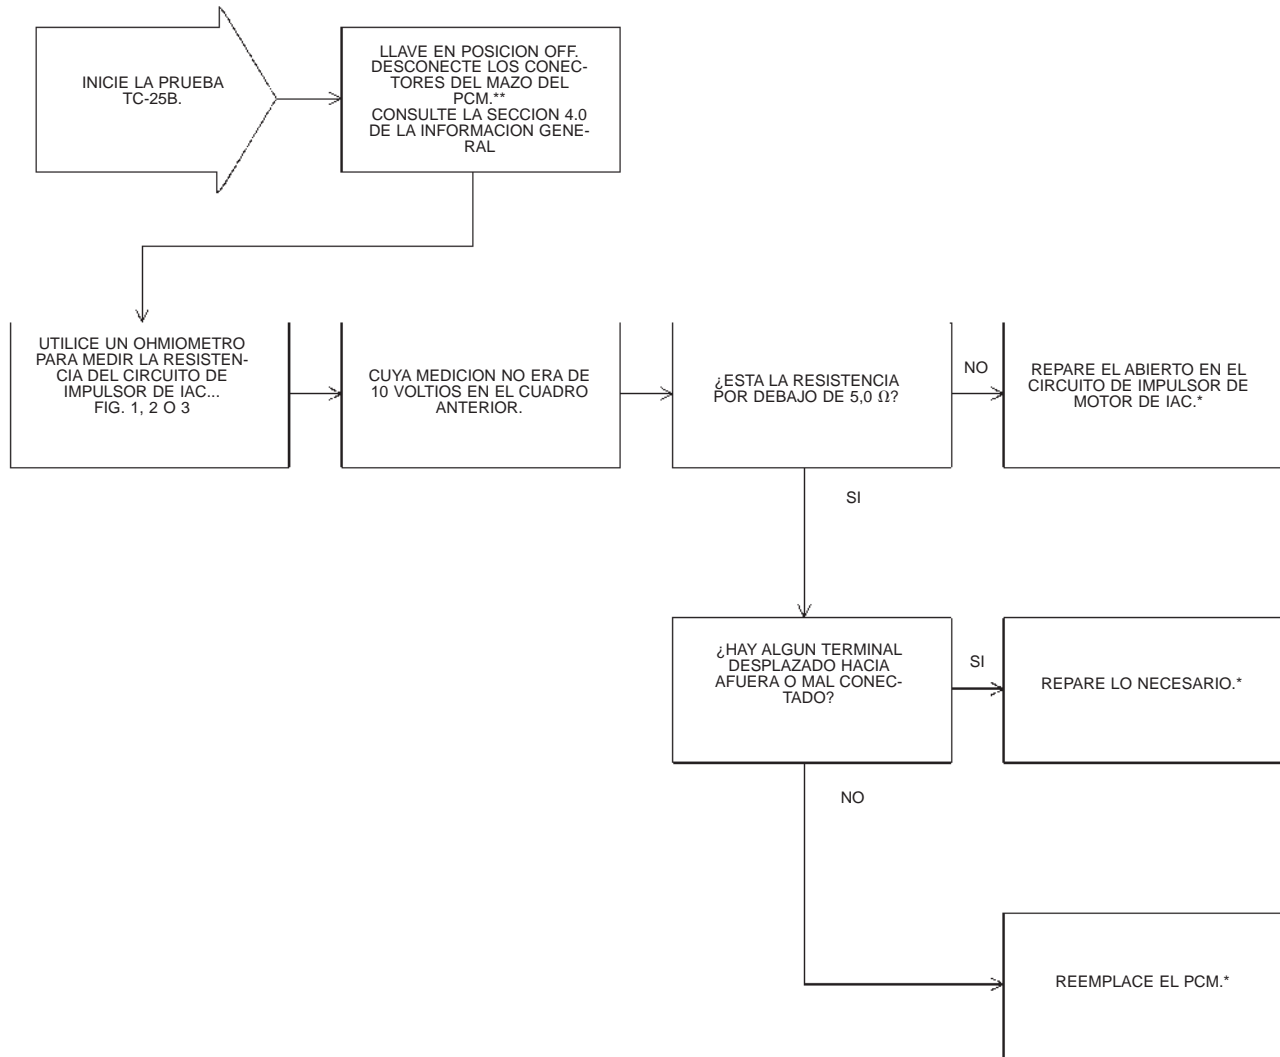 INICIE LA PRUEBA
TC-25B.
LLAVE EN POSICION OFF.
DESCONECTE LOS CONEC-
TORES DEL MAZO DEL
PCM.**
CONSULTE LA SECCION 4.0
DE LA INFORMACION GENE-
RAL
UTILICE UN OHMIOMETRO
PARA MEDIR LA RESISTEN-
CIA DEL CIRCUITO DE
IMPULSOR DE IAC...
FIG. 1, 2 O 3
CUYA MEDICION NO ERA DE
10 VOLTIOS EN EL CUADRO
ANTERIOR.
¿ESTA LA RESISTENCIA
POR DEBAJO DE 5,0 Ω?
NO
REPARE EL ABIERTO EN EL
CIRCUITO DE IMPULSOR DE
MOTOR DE IAC.*
SI
¿HAY ALGUN TERMINAL
DESPLAZADO HACIA
AFUERA O MAL CONEC-
TADO?
SI
REPARE LO NECESARIO.*
NO
REEMPLACE EL PCM.*